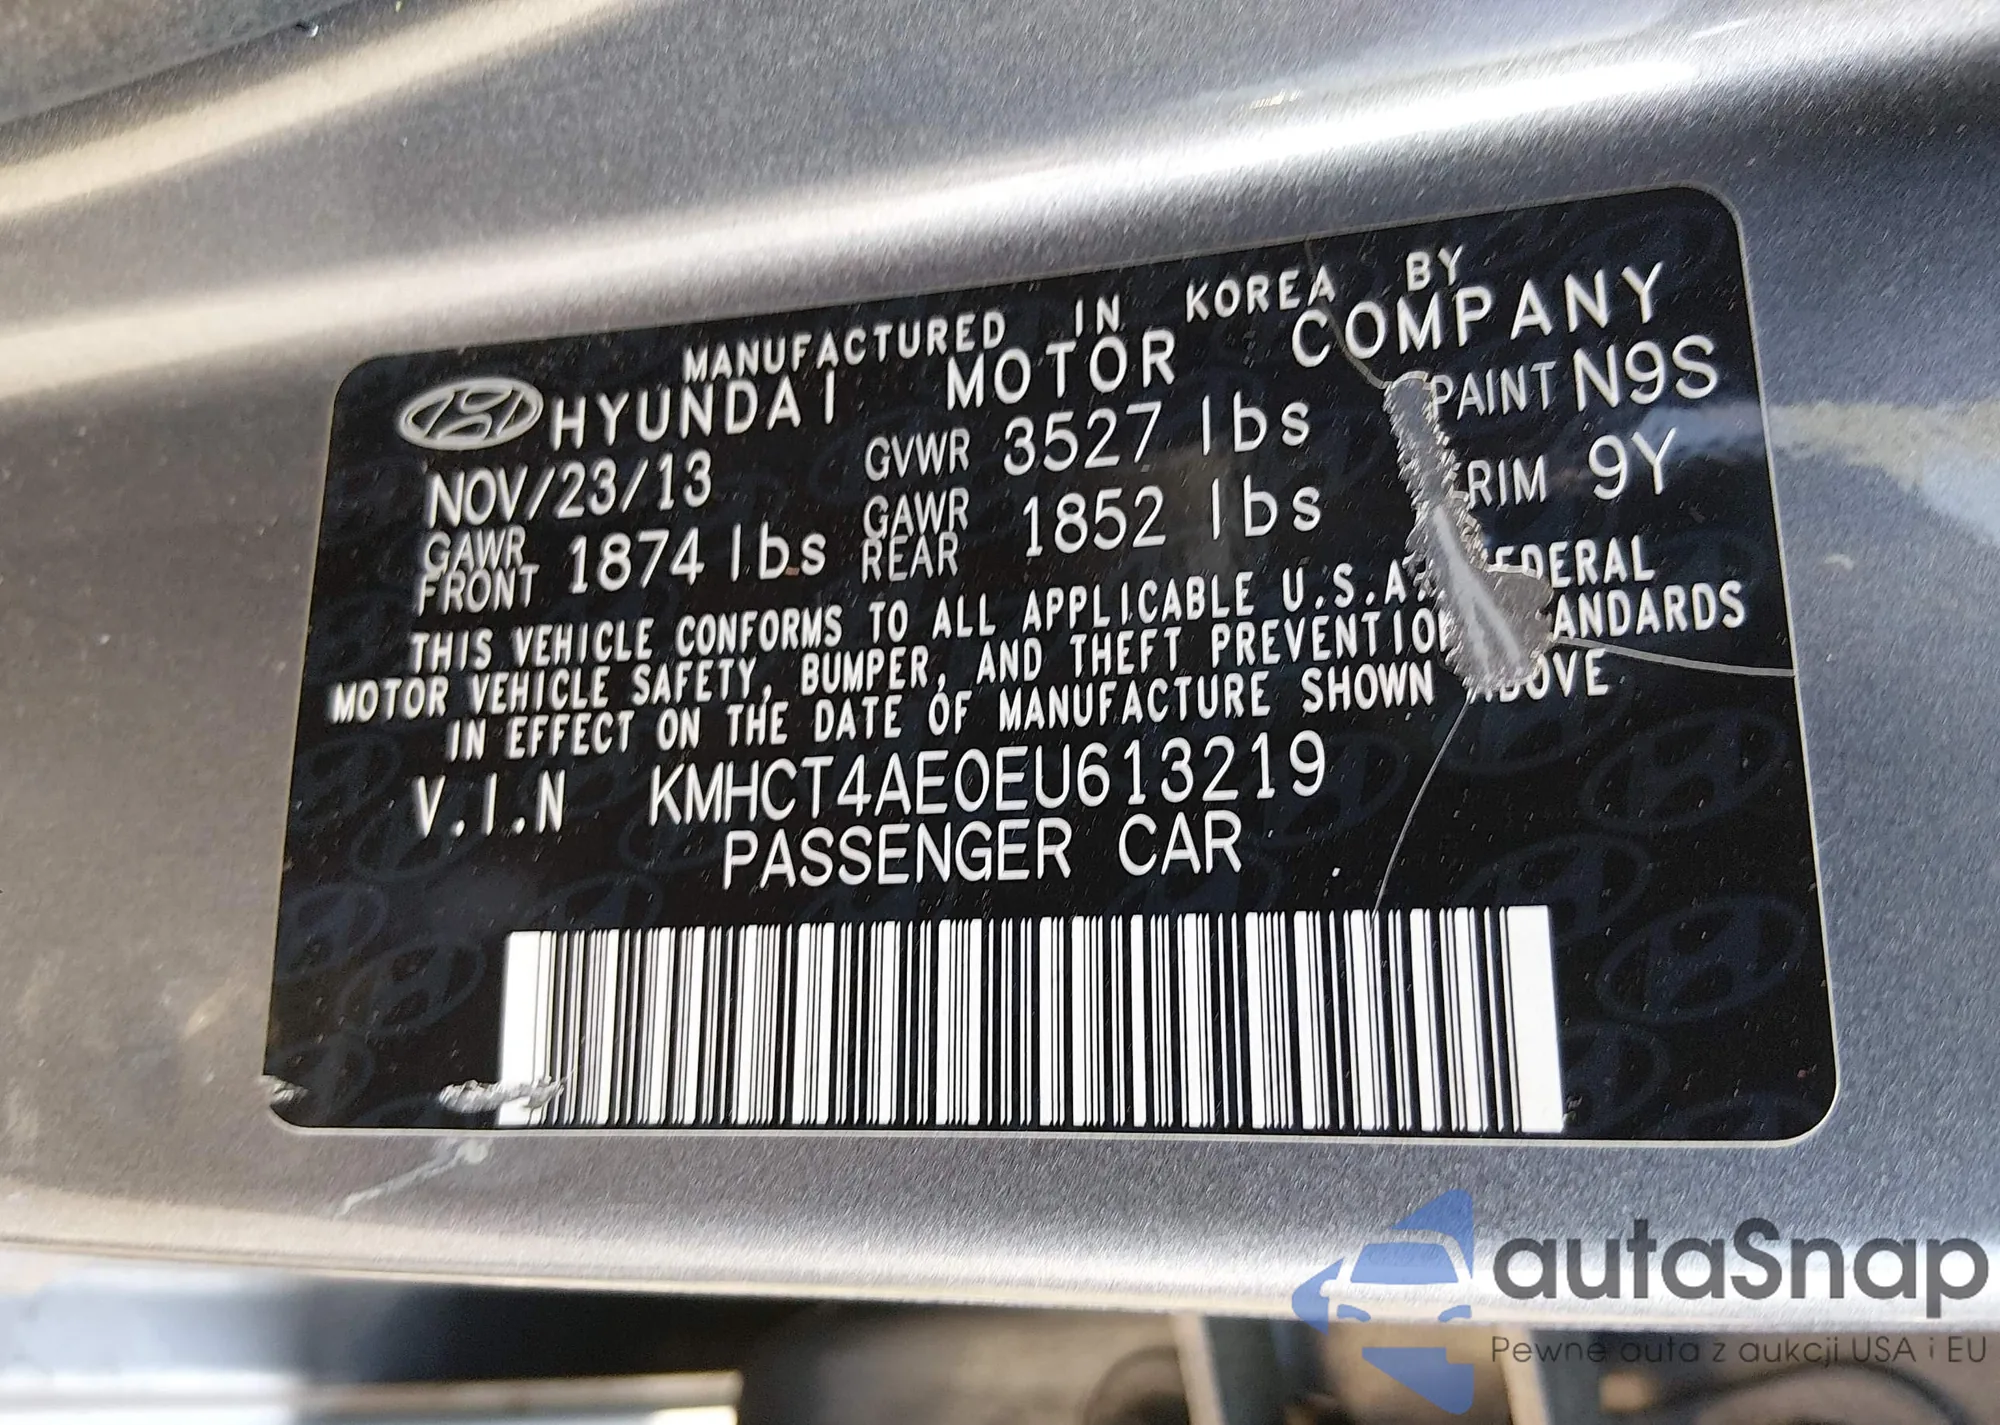 MANUFACTURED IN KOREA BY
HYUNDAI MOTOR COMPANY
NOV/23/13 GVWR 3527 lbs PAINT N9S
GAWR FRONT 1874 lbs GAWR REAR 1852 lbs TRIM 9Y
THIS VEHICLE CONFORMS TO ALL APPLICABLE U.S.A. FEDERAL
MOTOR VEHICLE SAFETY, BUMPER, AND THEFT PREVENTION STANDARDS
IN EFFECT ON THE DATE OF MANUFACTURE SHOWN ABOVE
V.I.N KMHCT4AE0EU613219
PASSENGER CAR
autaSnap
Pewne auta z aukcji USA i EU